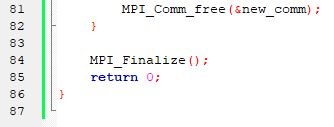 81 MPI_Comm_free(&new_comm);
82 }
83
84 MPI_Finalize();
85 return 0;
86 }
87